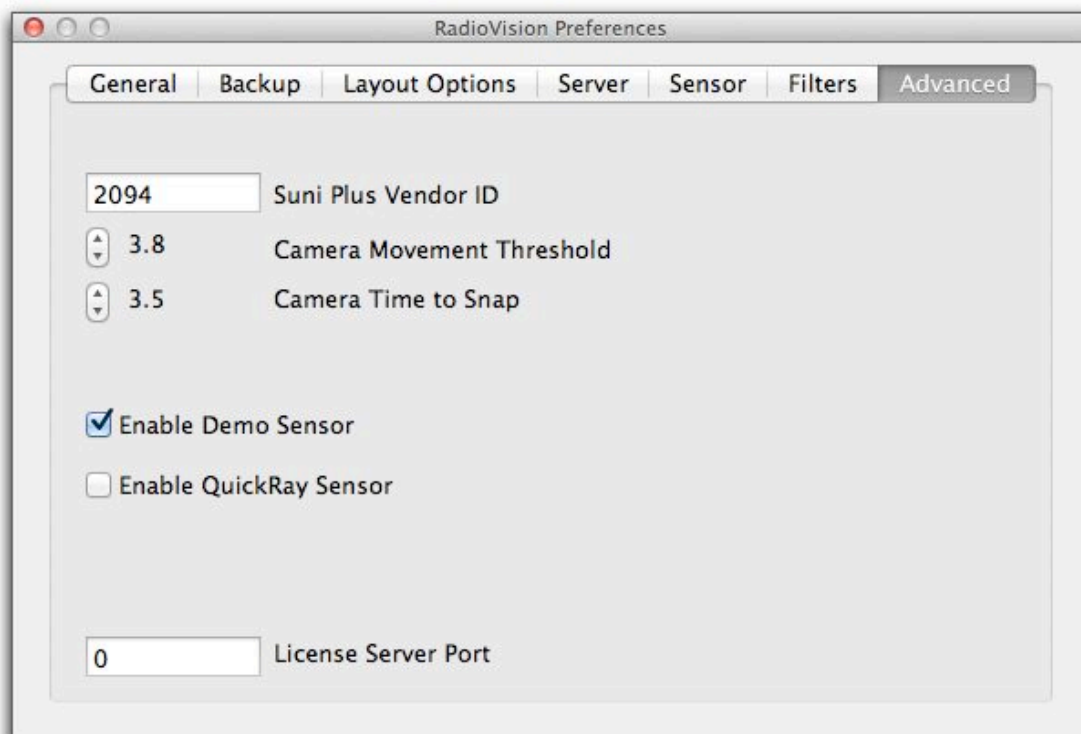 RadioVision Preferences
General Backup Layout Options Server Sensor Filters Advanced
2094 Suni Plus Vendor ID
3.8 Camera Movement Threshold
3.5 Camera Time to Snap
Enable Demo Sensor
Enable QuickRay Sensor
0 License Server Port